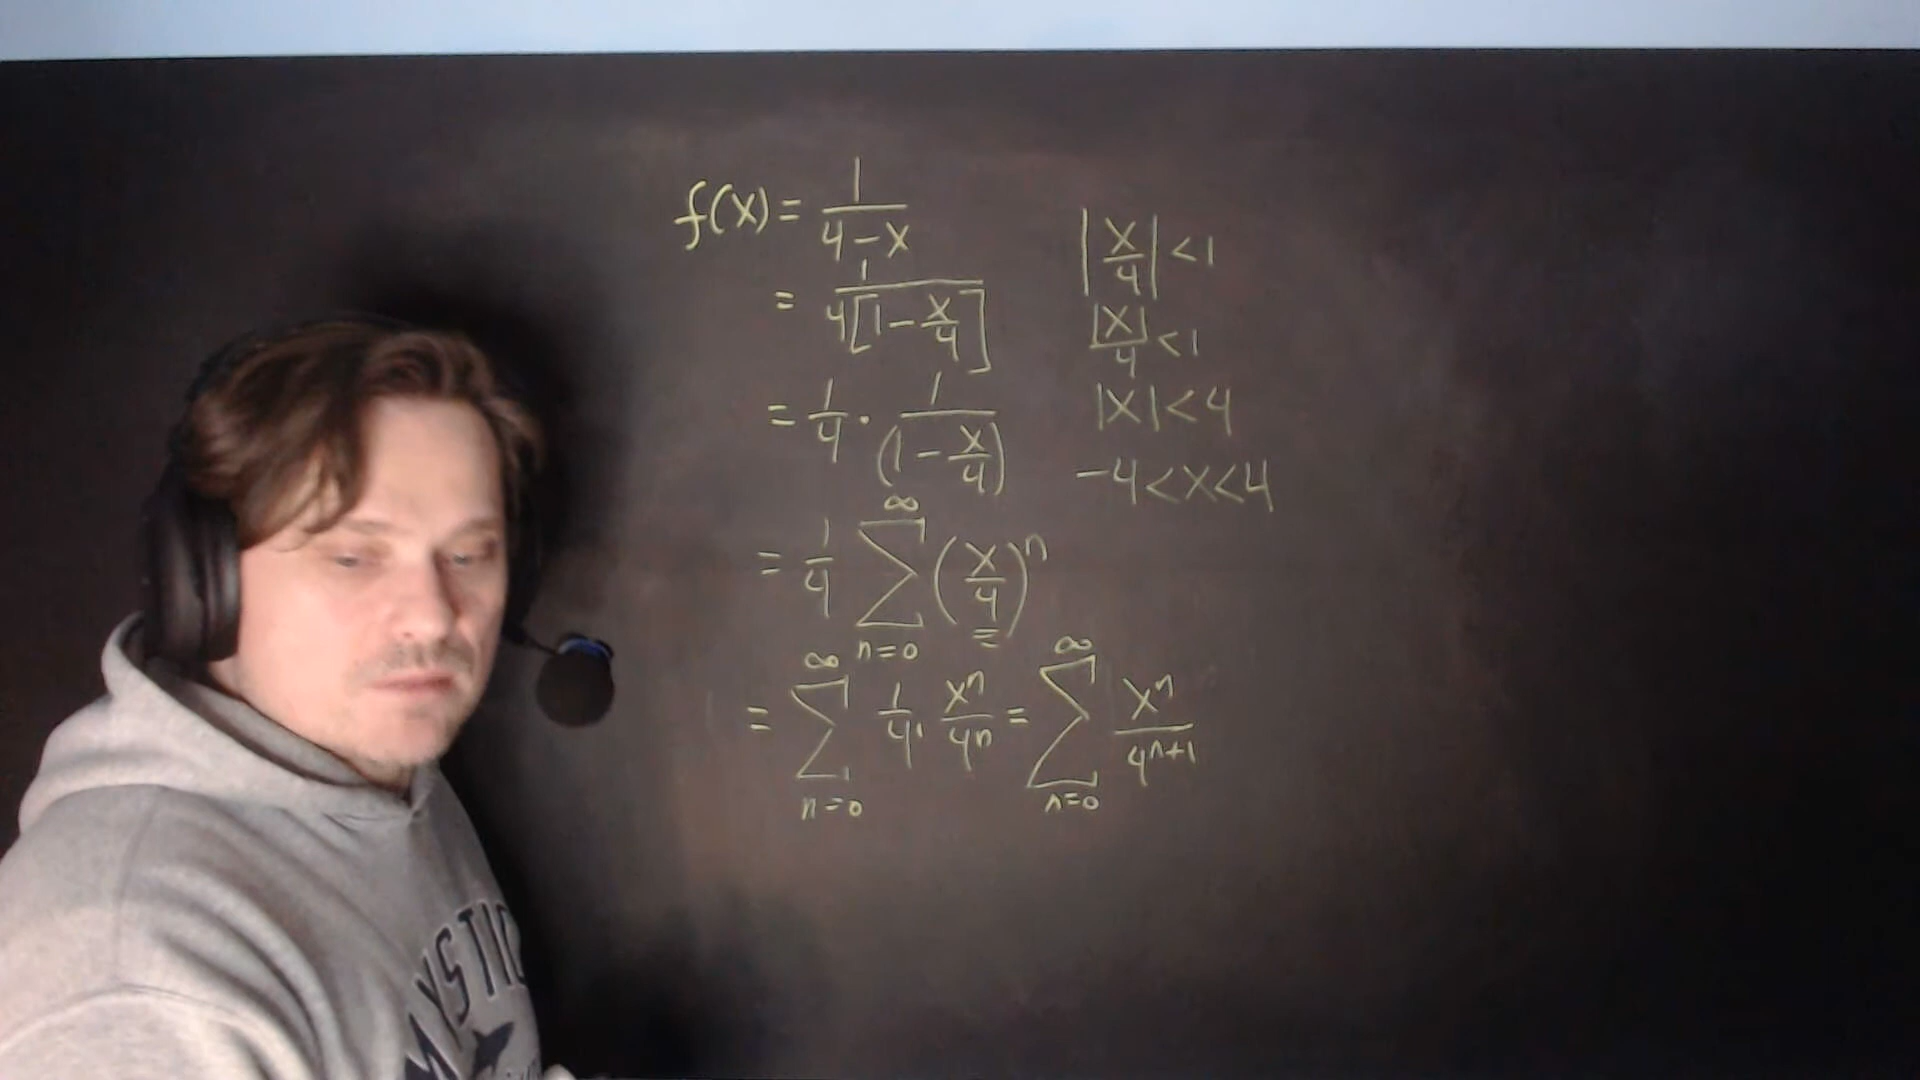 f(x) = 1/(4-x)
= 1/(4[1 - x/4])
= 1/4 · 1/(1 - x/4)
= 1/4 ∑_{n=0}^{∞} (x/4)^n
= ∑_{n=0}^{∞} 1/4 · x^n/4^n = ∑_{n=0}^{∞} x^n/4^{n+1}
|x/4| < 1
|x|/4 < 1
|x| < 4
-4 < x < 4
MYSTIC